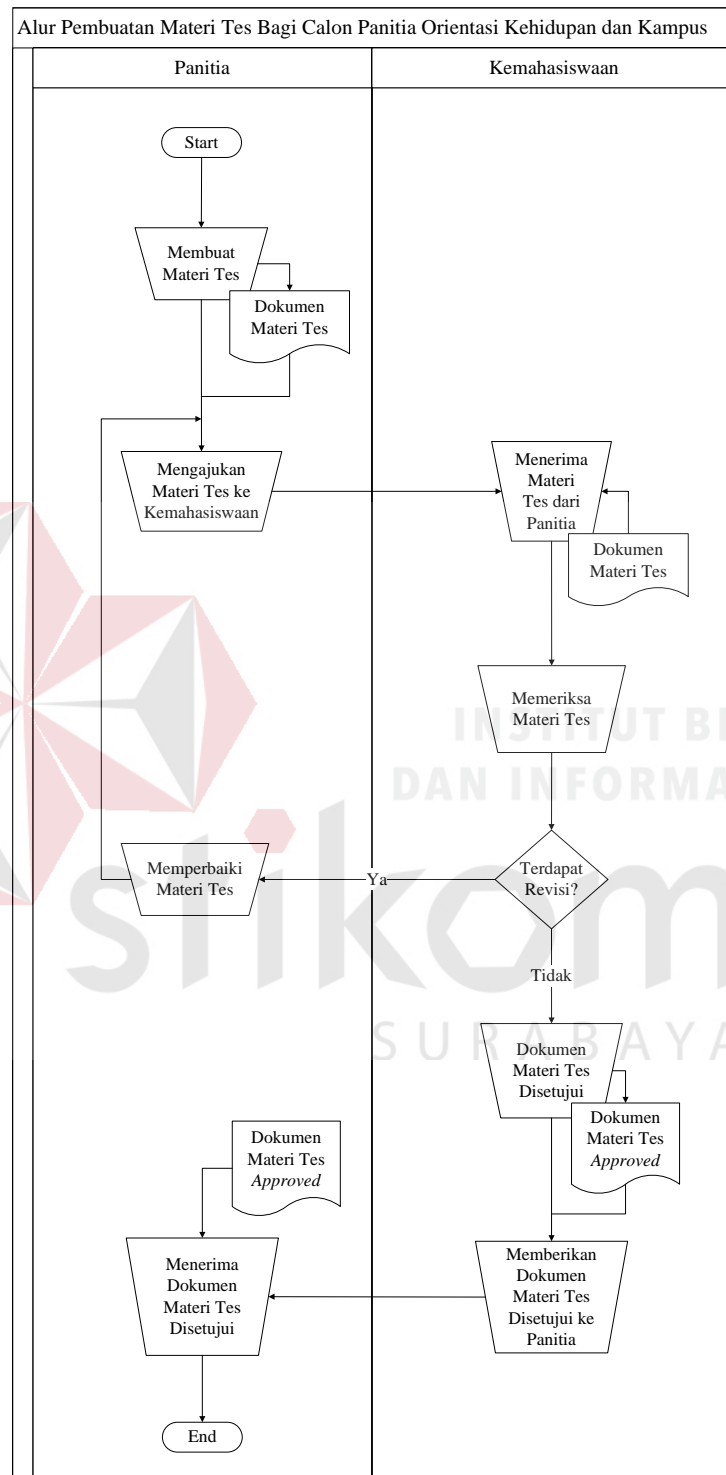 Alur Pembuatan Materi Tes Bagi Calon Panitia Orientasi Kehidupan dan Kampus
Panitia
Kemahasiswaan
Start
Membuat
Materi Tes
Dokumen
Materi Tes
Mengajukan
Materi Tes ke
Kemahasiswaan
Menerima
Materi
Tes dari
Panitia
Dokumen
Materi Tes
Memeriksa
Materi Tes
INSTITUT BI
DAN INFORMA
Terdapat
Revisi?
Ya
Memperbaiki
Materi Tes
stikom
SURABAYA
Tidak
Dokumen
Materi Tes
Disetujui
Dokumen
Materi Tes
Approved
Memberikan
Dokumen
Materi Tes
Disetujui ke
Panitia
Dokumen
Materi Tes
Approved
Menerima
Dokumen
Materi Tes
Disetujui
End